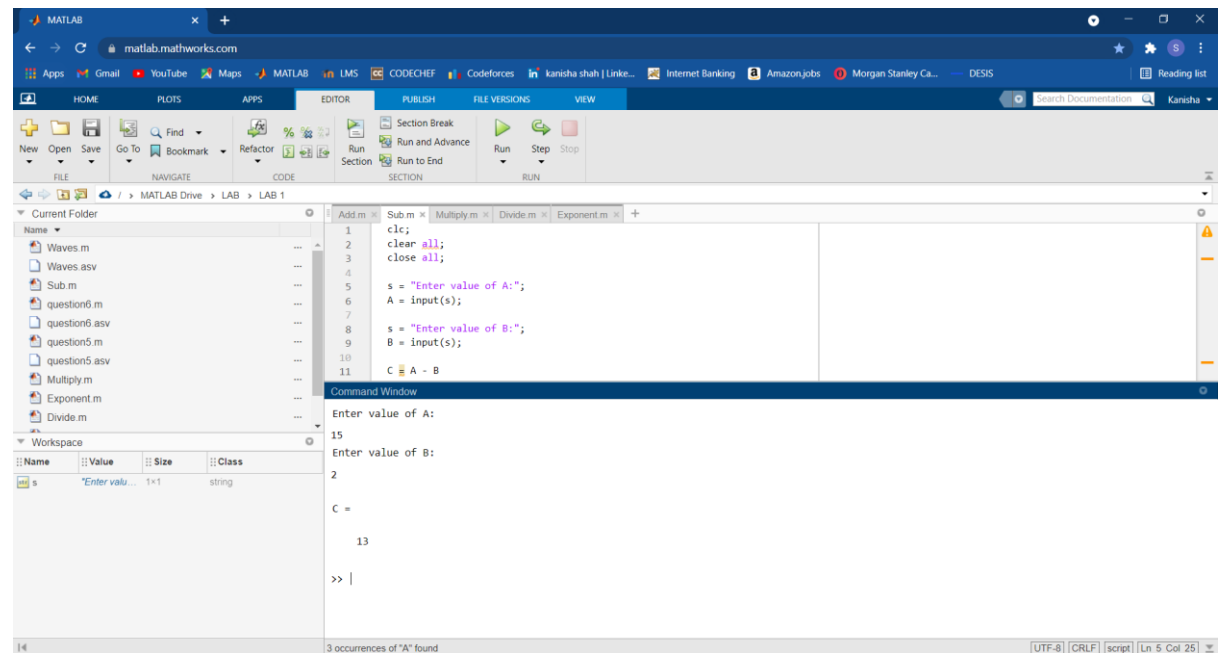 MATLAB
matlab.mathworks.com
S
Apps Gmail YouTube Maps MATLAB LMS CODECHEF Codeforces kanisha shah | Linke... Internet Banking Amazon.jobs Morgan Stanley Ca... DESIS Reading list
HOME PLOTS APPS EDITOR PUBLISH FILE VERSIONS VIEW Search Documentation Kanisha
New Open Save Go To Find Bookmark Refactor Run Section Section Break Run and Advance Run to End Run Step Stop
FILE NAVIGATE CODE SECTION RUN
/ > MATLAB Drive > LAB > LAB 1
Current Folder
Name
Waves.m ...
Waves.asv ...
Sub.m ...
question6.m ...
question6.asv ...
question5.m ...
question5.asv ...
Multiply.m ...
Exponent.m ...
Divide.m ...
Workspace
Name Value Size Class
s "Enter valu... 1×1 string
Add.m × Sub.m × Multiply.m × Divide.m × Exponent.m × +
1 clc;
2 clear all;
3 close all;
4
5 s = "Enter value of A:";
6 A = input(s);
7
8 s = "Enter value of B:";
9 B = input(s);
10
11 C = A - B
Command Window
Enter value of A:
15
Enter value of B:
2
C =
13
>>
3 occurrences of "A" found UTF-8 CRLF script Ln 5 Col 25